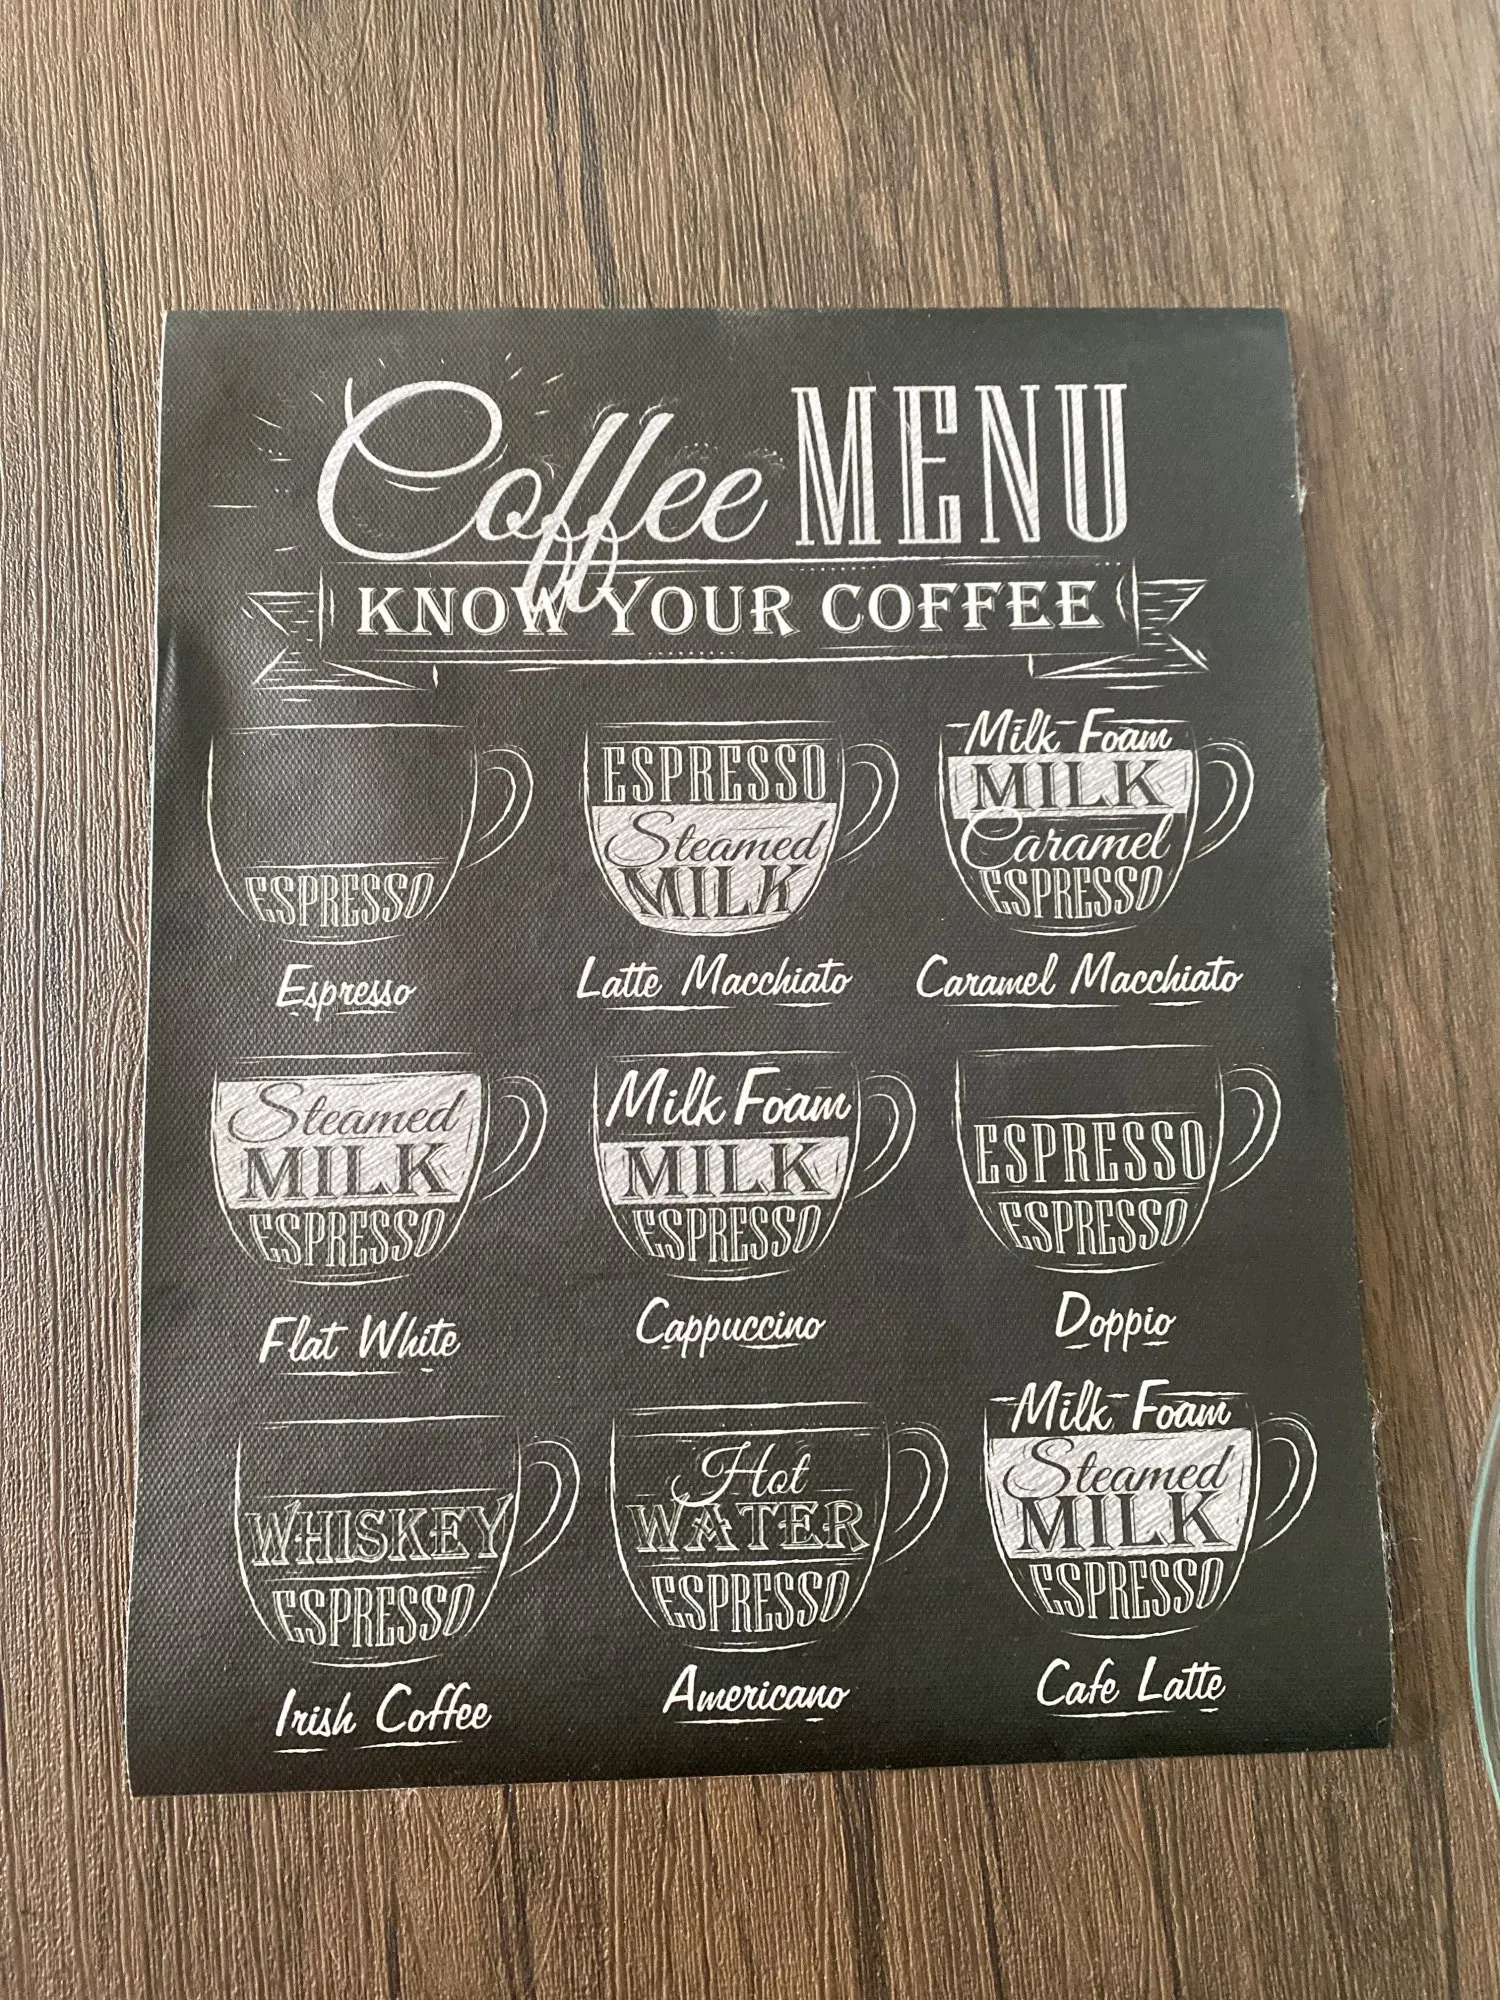 Coffee MENU
KNOW YOUR COFFEE
ESPRESSO
Espresso
ESPRESSO
Steamed
MILK
Latte Macchiato
Milk Foam
MILK
Caramel
ESPRESSO
Caramel Macchiato
Steamed
MILK
ESPRESSO
Flat White
Milk Foam
MILK
ESPRESSO
Cappuccino
ESPRESSO
ESPRESSO
Doppio
WHISKEY
ESPRESSO
Irish Coffee
Hot
WATER
ESPRESSO
Americano
Milk Foam
Steamed
MILK
ESPRESSO
Cafe Latte